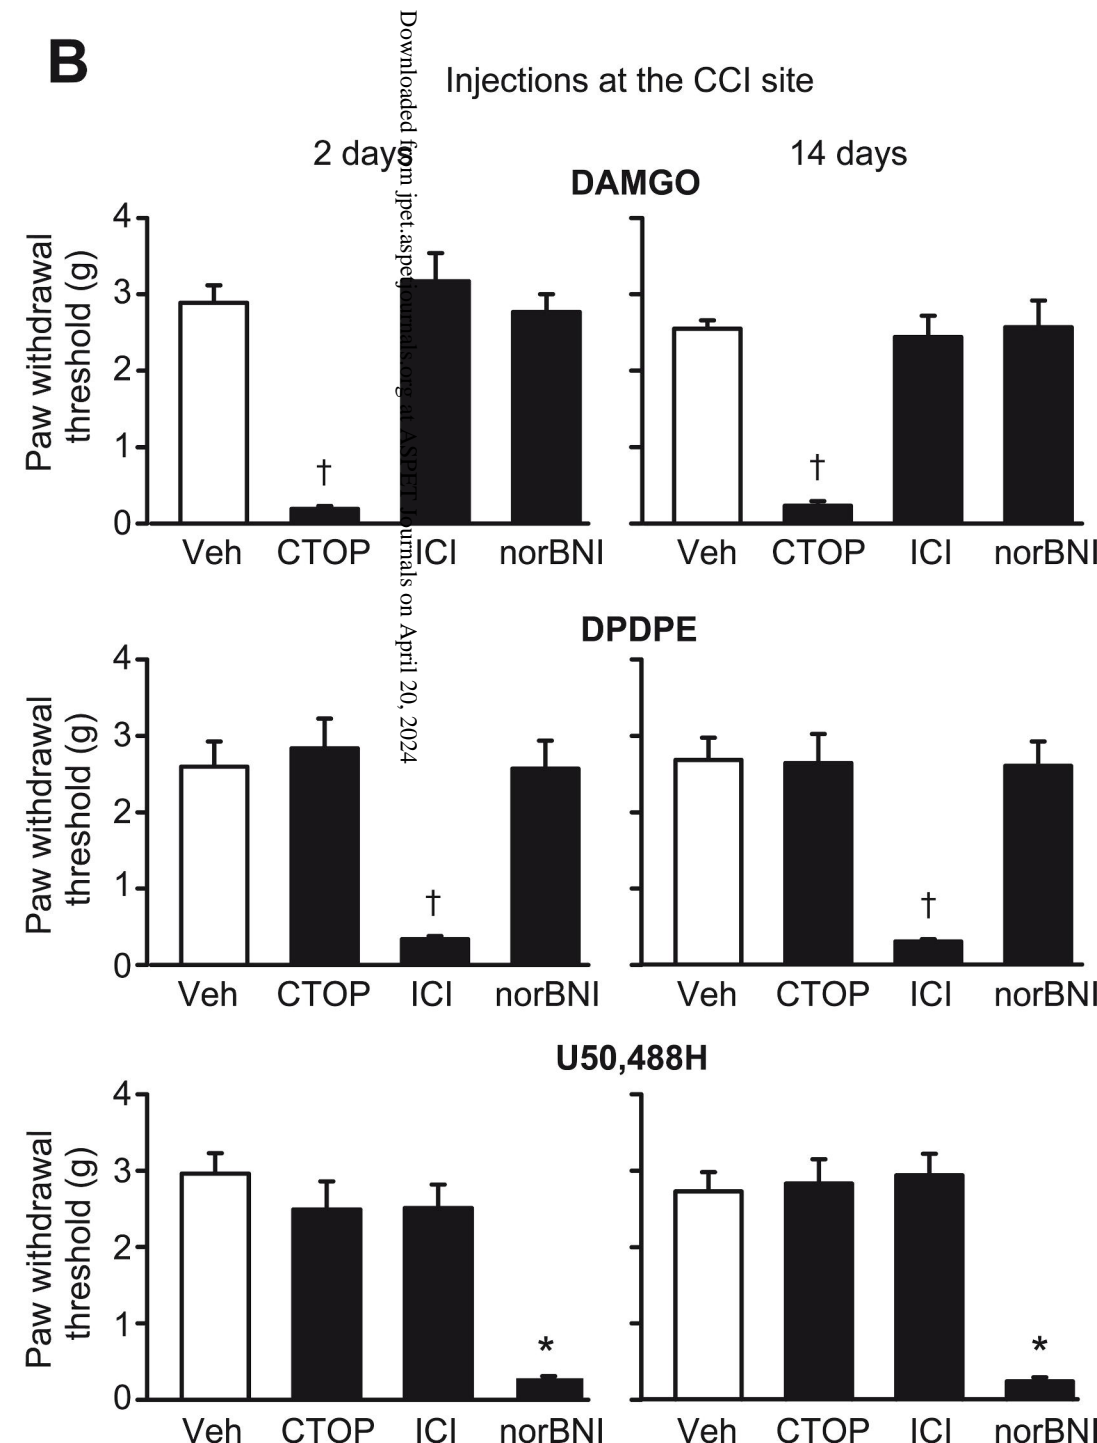 B
Injections at the CCI site
2 days
14 days
DAMGO
Paw withdrawal
threshold (g)
4
3
2
1
0
†
†
Veh CTOP ICI norBNI
Veh CTOP ICI norBNI
DPDPE
Paw withdrawal
threshold (g)
4
3
2
1
0
†
†
Veh CTOP ICI norBNI
Veh CTOP ICI norBNI
U50,488H
Paw withdrawal
threshold (g)
4
3
2
1
0
*
*
Veh CTOP ICI norBNI
Veh CTOP ICI norBNI
Downloaded from jpet.aspetjournals.org at ASPET Journals on April 20, 2024